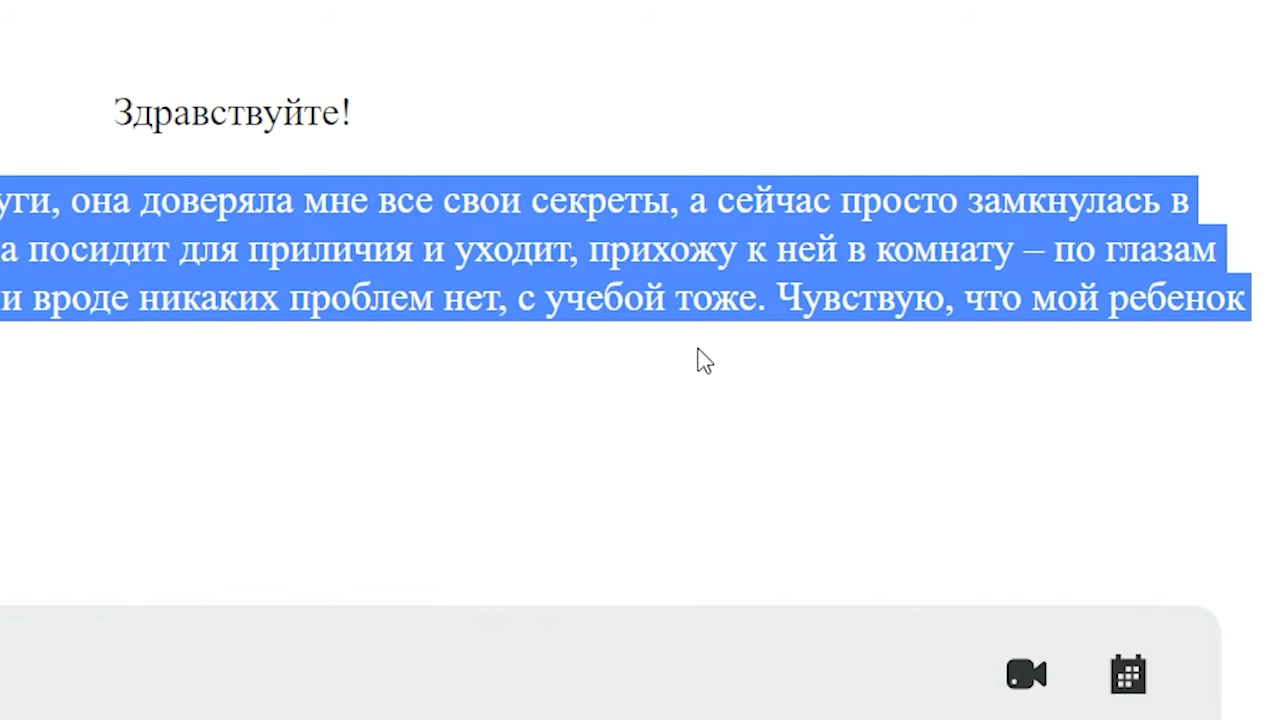 Здравствуйте!
она доверяла мне все свои секреты, а сейчас просто замкнулась в
посидит для приличия и уходит, прихожу к ней в комнату – по глазам
и вроде никаких проблем нет, с учебой тоже. Чувствую, что мой ребенок